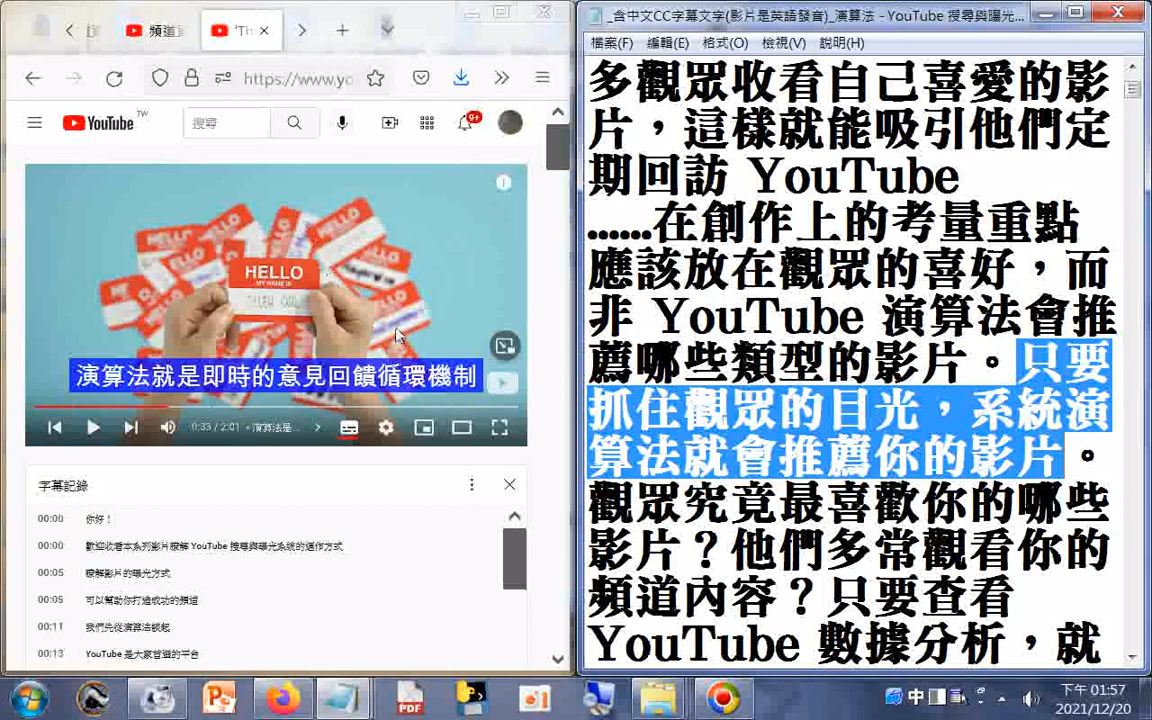 頻道
'Th
https://www.yo
_含中文CC字幕文字(影片是英語發音)_演算法 - YouTube 搜尋與曝光...
檔案(F) 編輯(E) 格式(O) 檢視(V) 說明(H)
YouTube TW
搜尋
9+
HELLO
MY NAME IS
演算法就是即時的意見回饋循環機制
0:33 / 2:01 • 演算法是...
字幕記錄
00:00 你好！
00:00 歡迎收看本系列影片瞭解 YouTube 搜尋與曝光系統的運作方式
00:05 瞭解影片的曝光方式
00:05 可以幫助你打造成功的頻道
00:11 我們先從演算法談起
00:13 YouTube 是大家首選的平台
多觀眾收看自己喜愛的影
片，這樣就能吸引他們定
期回訪 YouTube
……在創作上的考量重點
應該放在觀眾的喜好，而
非 YouTube 演算法會推
薦哪些類型的影片。只要
抓住觀眾的目光，系統演
算法就會推薦你的影片。
觀眾究竟最喜歡你的哪些
影片？他們多常觀看你的
頻道內容？只要查看
YouTube 數據分析，就
PDF
中
下午 01:57
2021/12/20